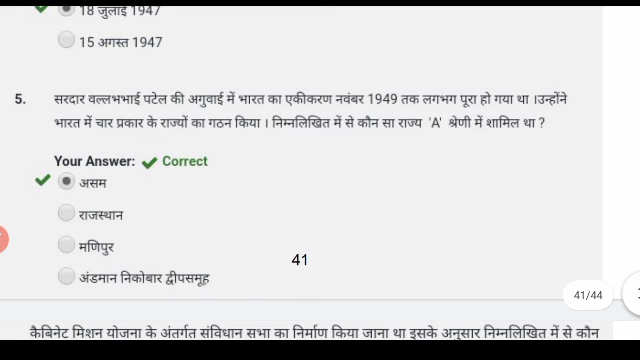 18 जुलाई 1947
15 अगस्त 1947
5. सरदार वल्लभभाई पटेल की अगुवाई में भारत का एकीकरण नवंबर 1949 तक लगभग पूरा हो गया था ।उन्होंने
भारत में चार प्रकार के राज्यों का गठन किया । निम्नलिखित में से कौन सा राज्य 'A' श्रेणी में शामिल था ?
Your Answer: Correct
असम
राजस्थान
मणिपुर
41
अंडमान निकोबार द्वीपसमूह
41/44
कैबिनेट मिशन योजना के अंतर्गत संविधान सभा का निर्माण किया जाना था इसके अनुसार निम्नलिखित में से कौन